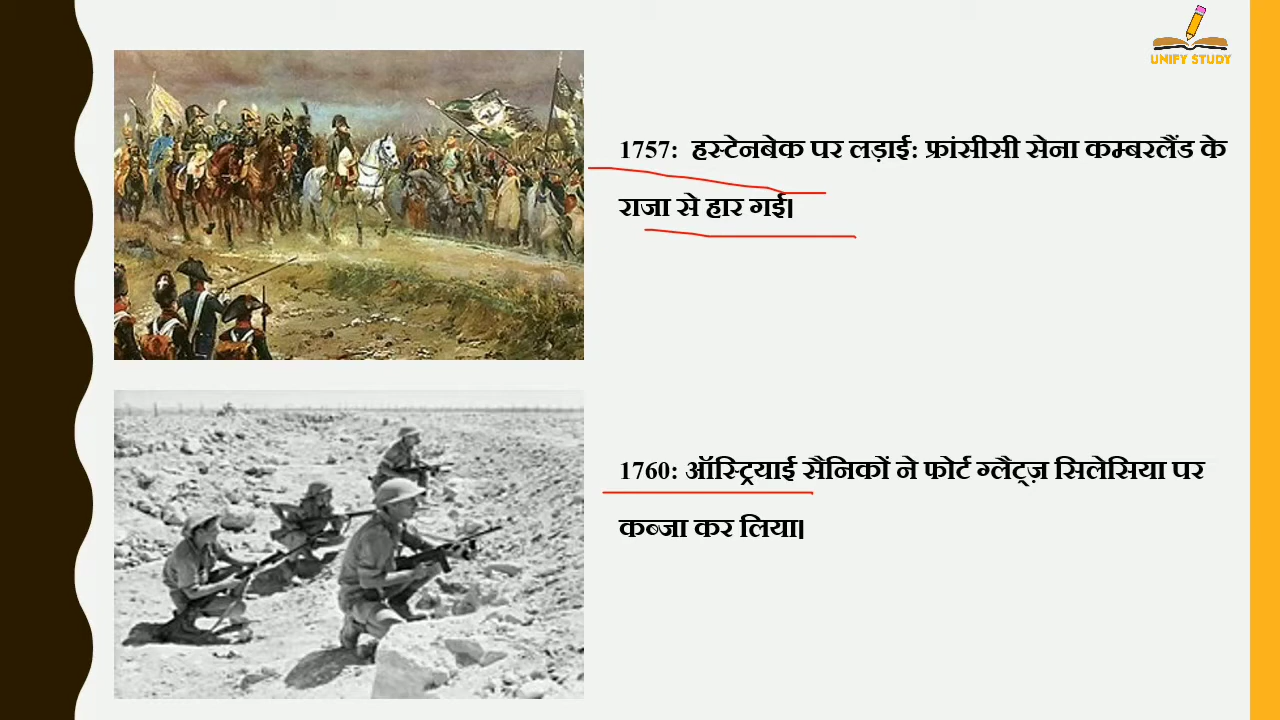 UNIFY STUDY
1757: हस्टेनबेक पर लड़ाई: फ्रांसीसी सेना कम्बरलैंड के
राजा से हार गई।
1760: ऑस्ट्रियाई सैनिकों ने फोर्ट ग्लैट्ज़ सिलेसिया पर
कब्जा कर लिया।